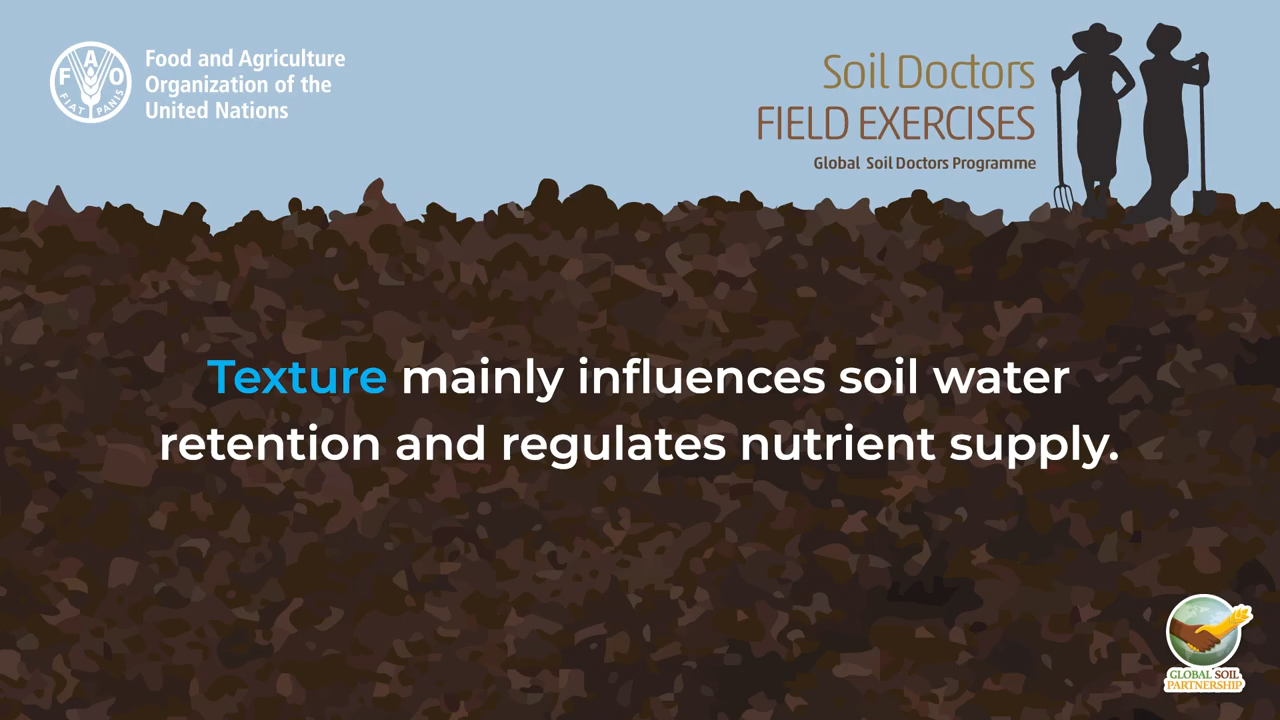 FAO
FIAT PANIS
Food and Agriculture
Organization of the
United Nations
Soil Doctors
FIELD EXERCISES
Global Soil Doctors Programme
Texture mainly influences soil water
retention and regulates nutrient supply.
GLOBAL SOIL
PARTNERSHIP